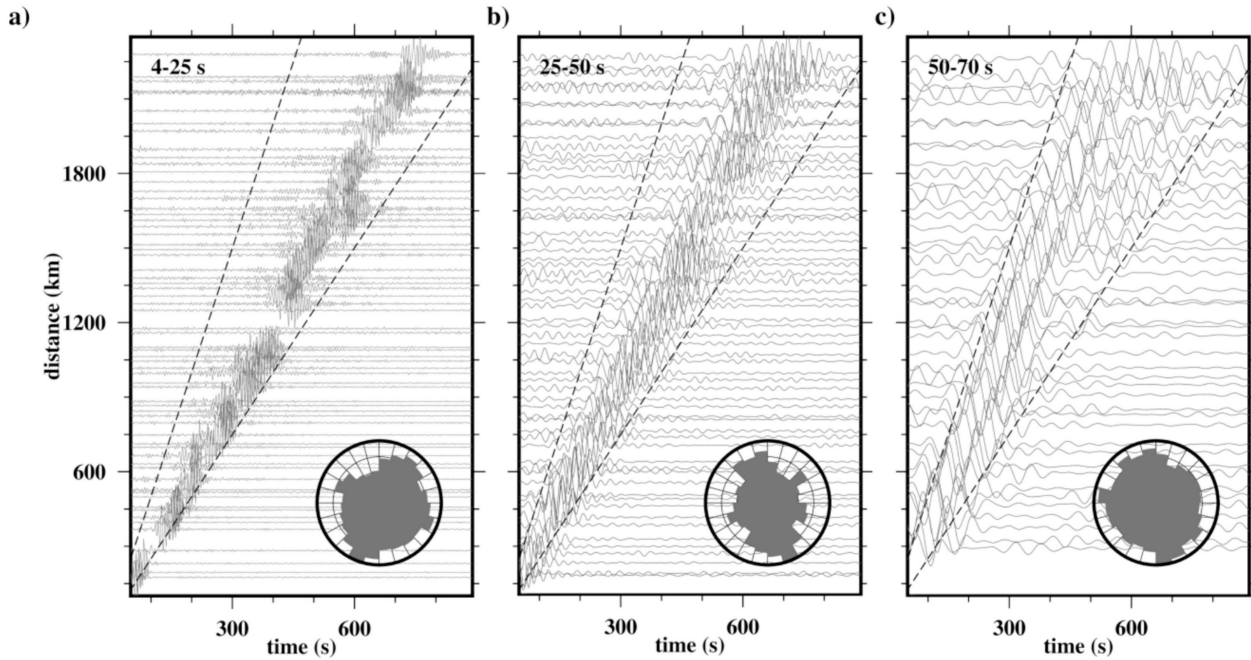 a)
4-25 s
1800
1200
600
distance (km)
300 600
time (s)
b)
25-50 s
300 600
time (s)
c)
50-70 s
300 600
time (s)